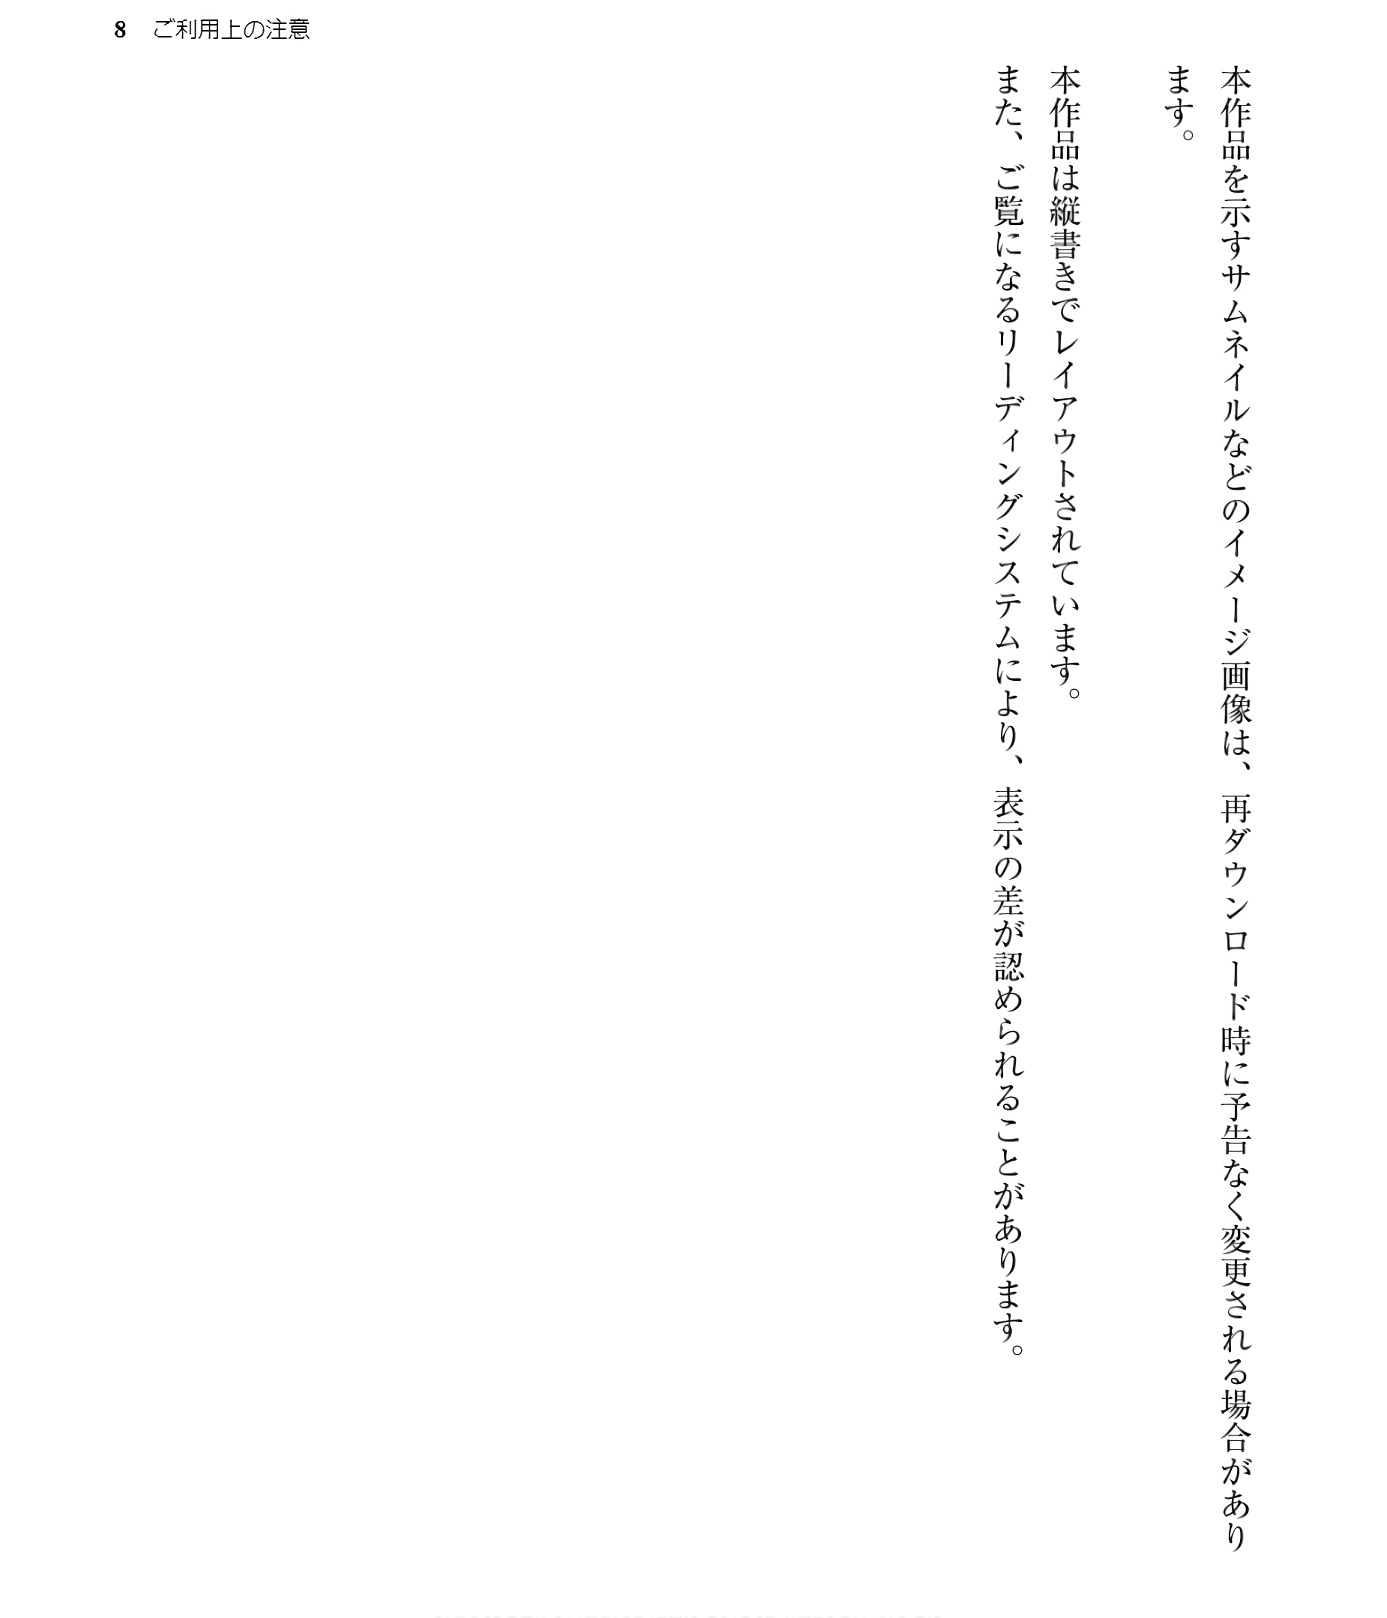 8 ご利用上の注意
本作品を示すサムネイルなどのイメージ画像は、再ダウンロード時に予告なく変更される場合があり
ます。
本作品は縦書きでレイアウトされています。
また、ご覧になるリーディングシステムにより、表示の差が認められることがあります。